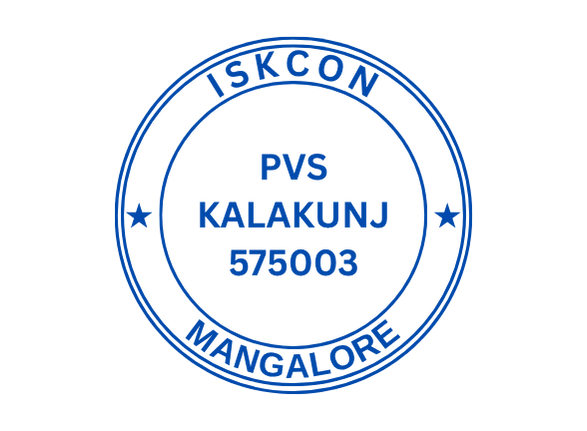 ISKCON
PVS
KALAKUNJ
575003
MANGALORE